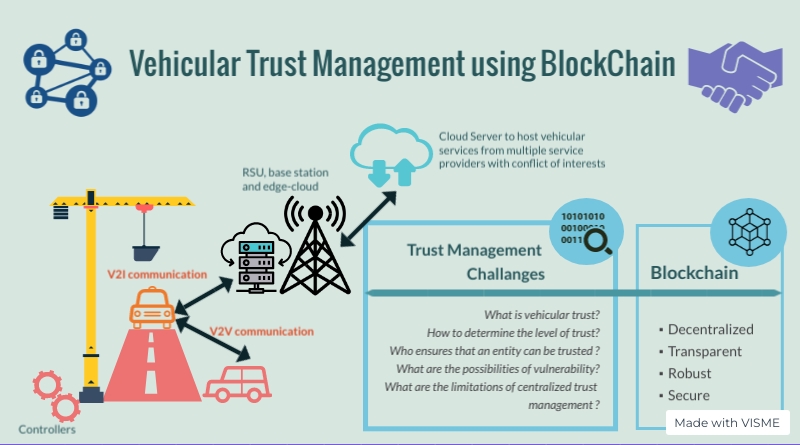 Vehicular Trust Management using BlockChain
Cloud Server to host vehicular
services from multiple service
providers with conflict of interests
RSU, base station
and edge-cloud
V2I communication
V2V communication
Controllers
10101010
Trust Management
Challanges
What is vehicular trust?
How to determine the level of trust?
Who ensures that an entity can be trusted ?
What are the possibilities of vulnerability?
What are the limitations of centralized trust
management ?
Blockchain
▪ Decentralized
▪ Transparent
▪ Robust
▪ Secure
Made with VISME